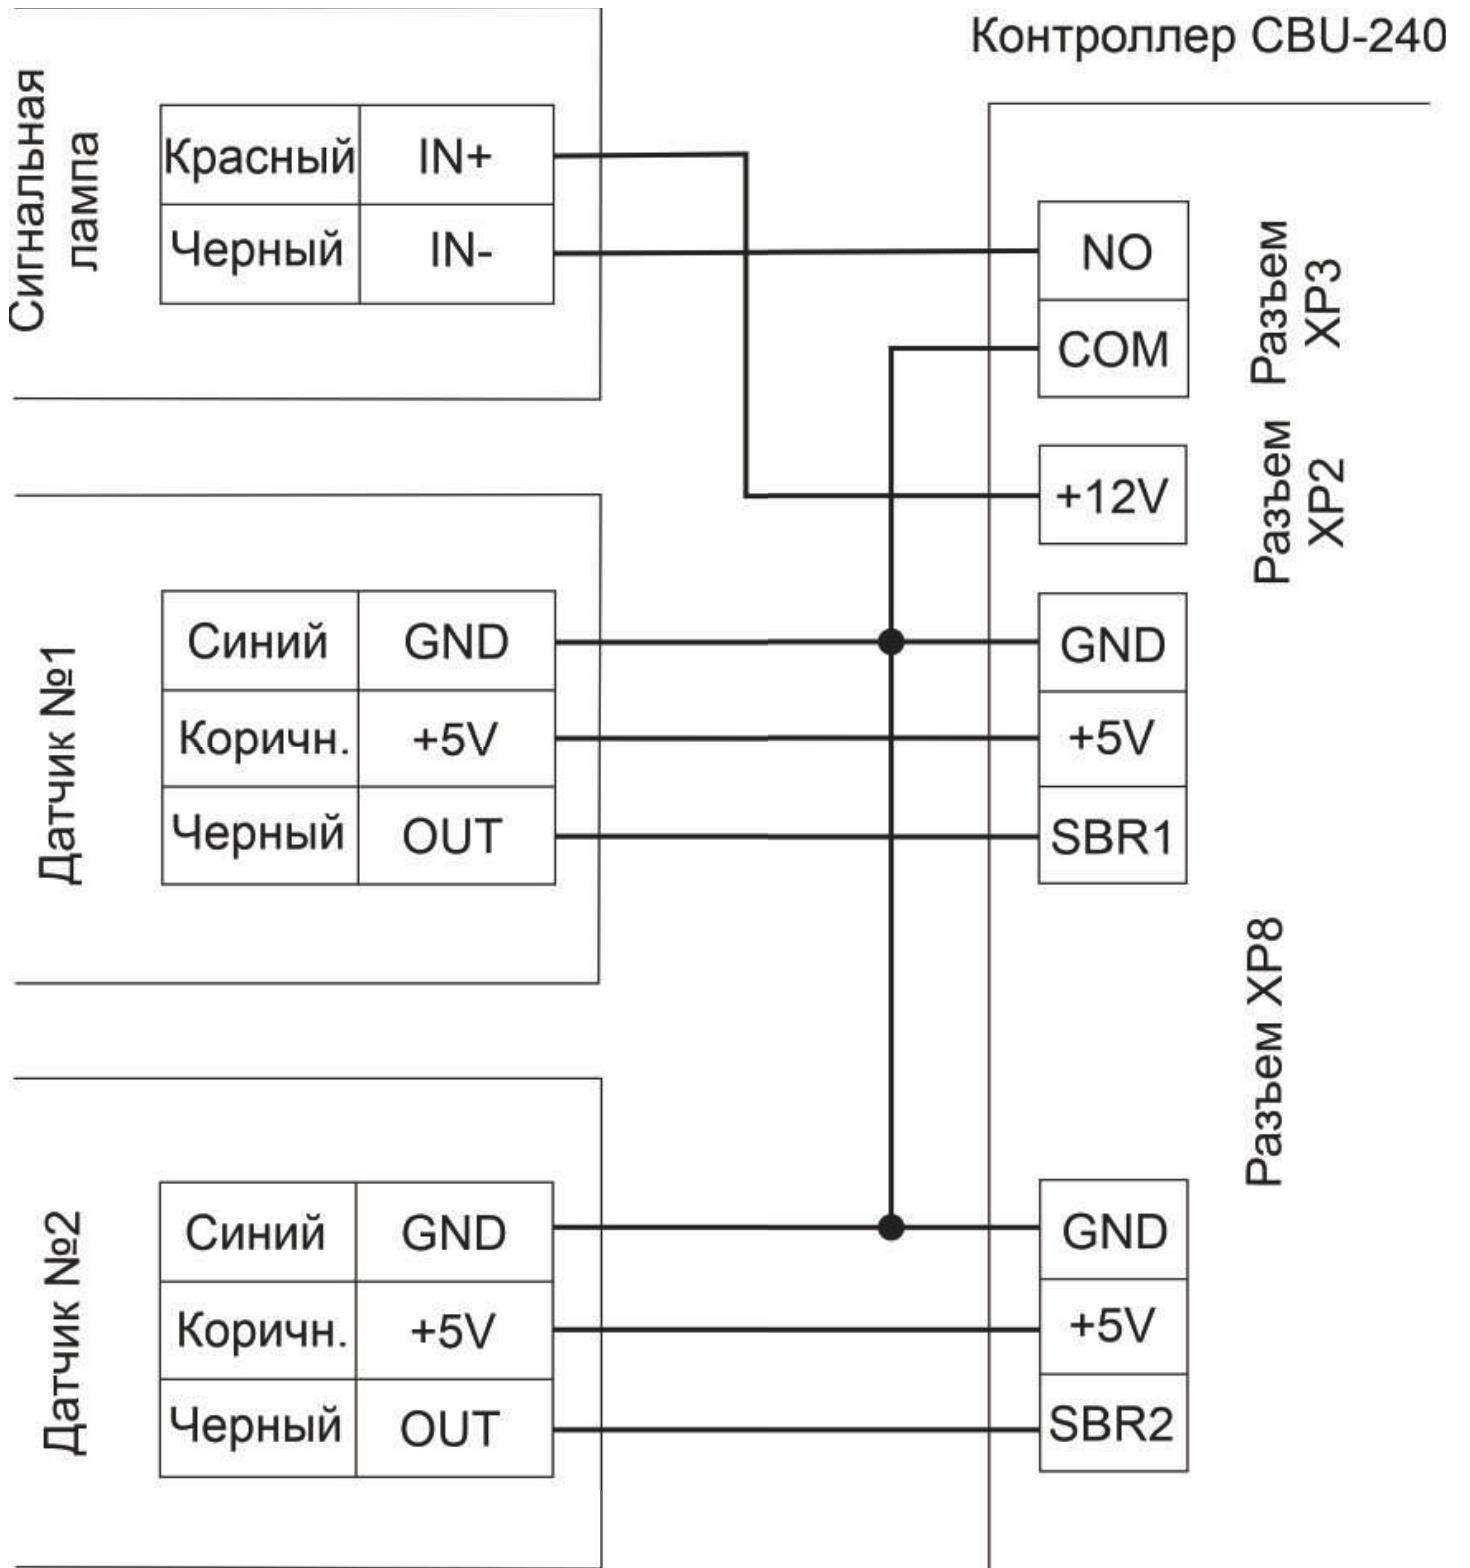 Контроллер CBU-240
Сигнальная
лампа
Красный IN+
Черный IN-
NO
COM
Разъем
XP3
+12V
Разъем
XP2
Датчик №1
Синий GND
Коричн. +5V
Черный OUT
GND
+5V
SBR1
Разъем XP8
Датчик №2
Синий GND
Коричн. +5V
Черный OUT
GND
+5V
SBR2